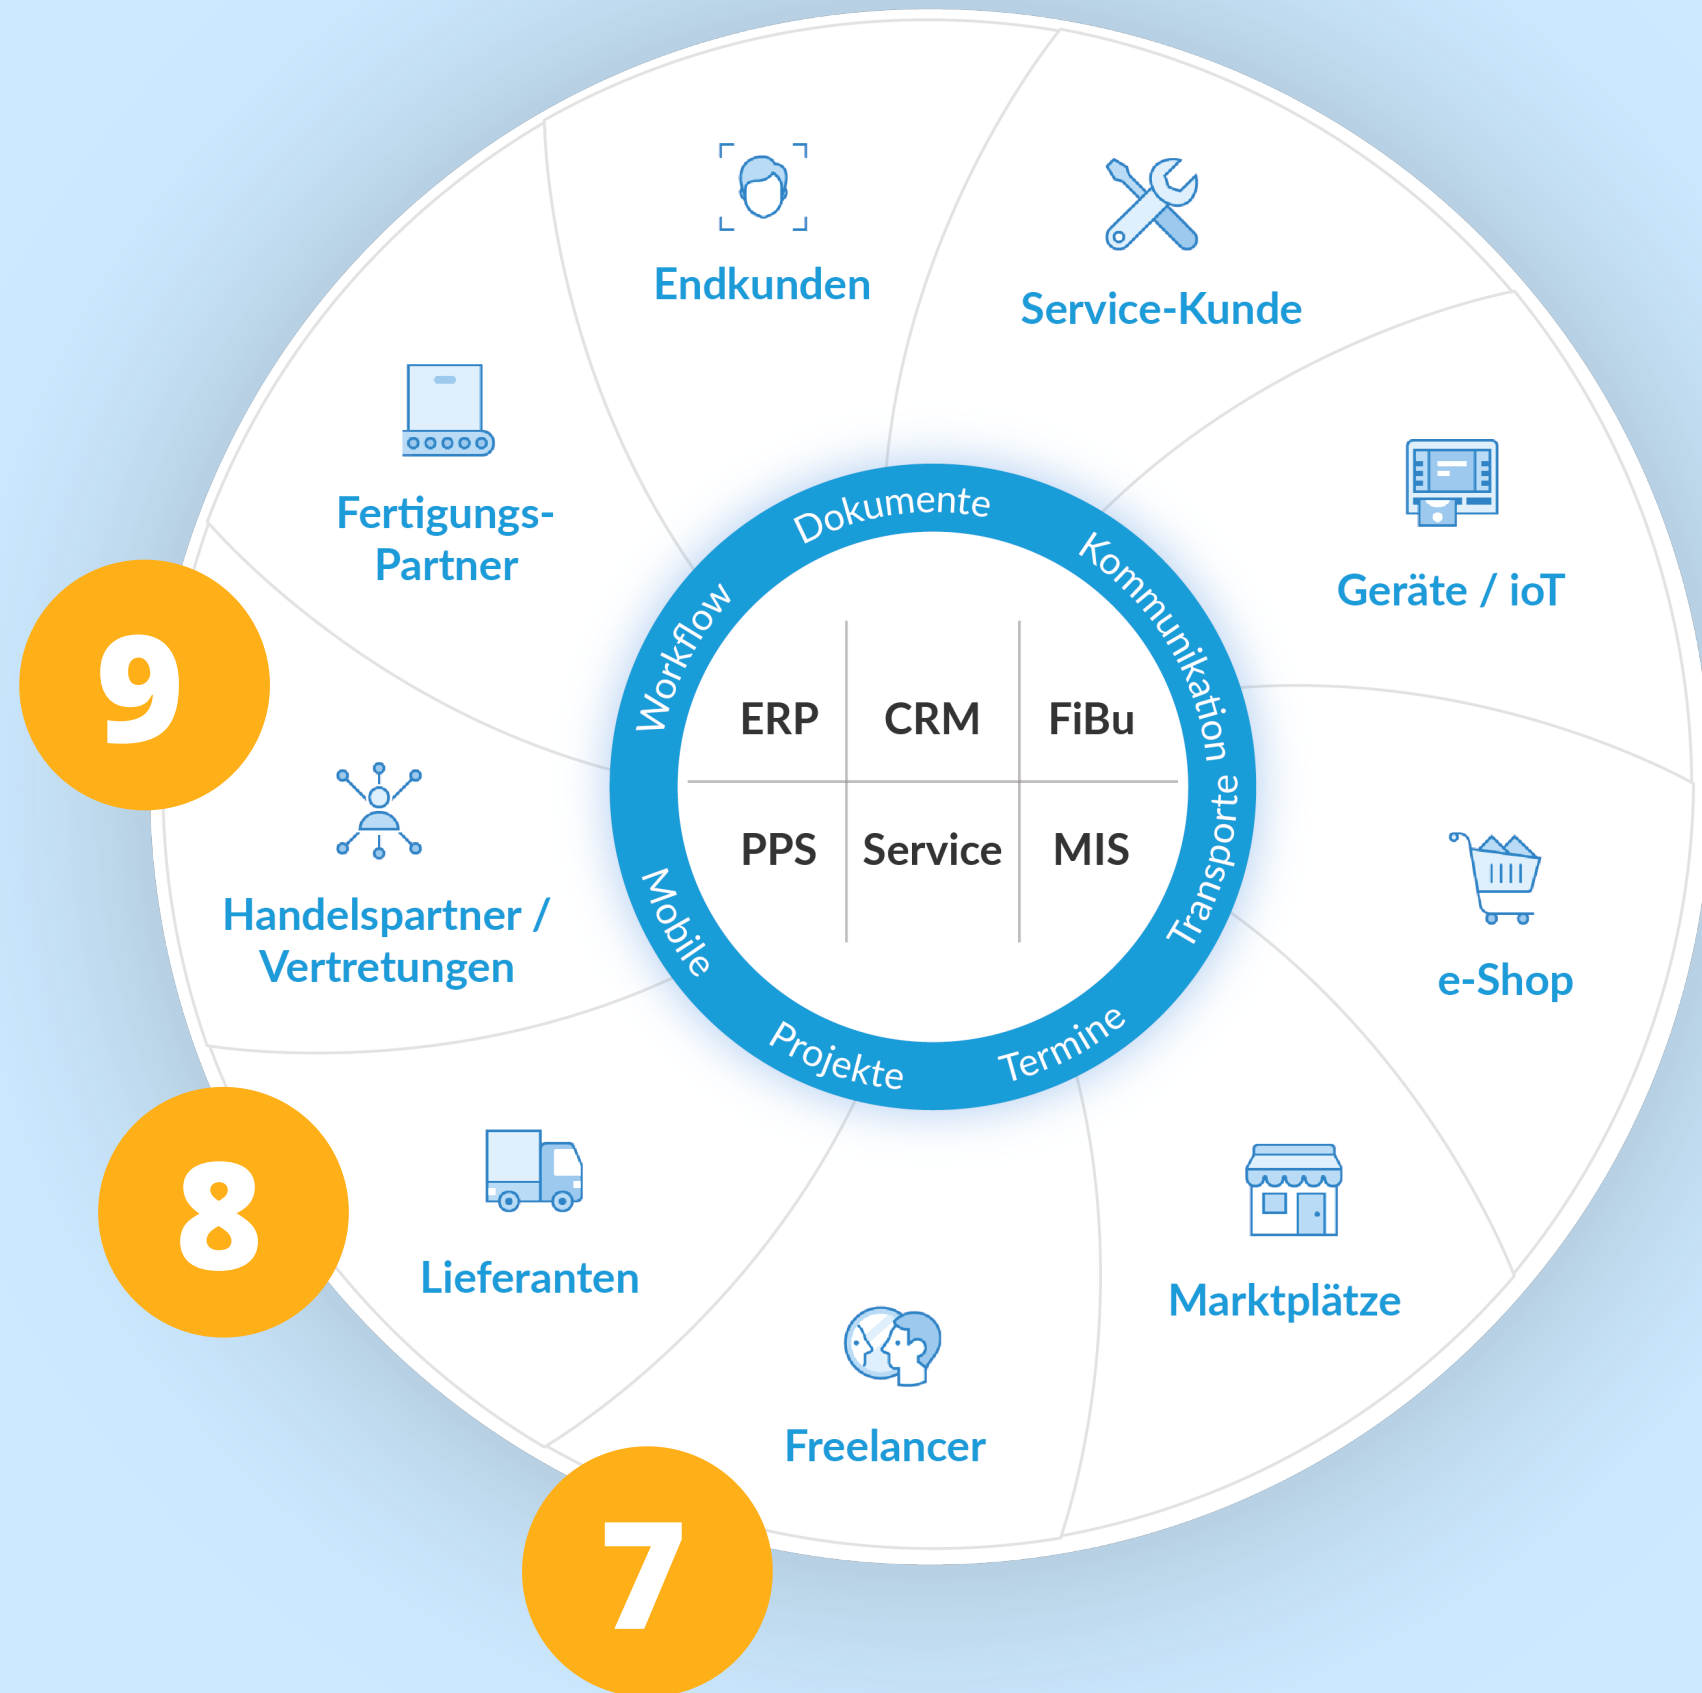 Endkunden
Service-Kunde
Fertigungs-
Partner
Geräte / ioT
9
Handelspartner /
Vertretungen
e-Shop
8
Lieferanten
Marktplätze
Freelancer
7
Dokumente
Kommunikation
Transporte
Termine
Projekte
Mobile
Workflow
ERP CRM FiBu
PPS Service MIS